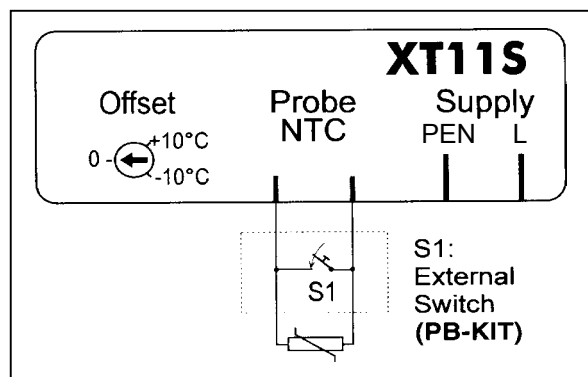 XT11S
Offset
Probe
NTC
Supply
PEN L
+10°C
0 -
-10°C
S1
S1:
External
Switch
(PB-KIT)